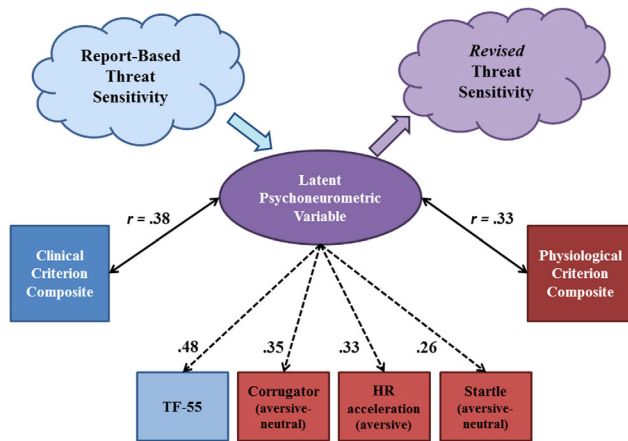 Report-Based
Threat
Sensitivity
Revised
Threat
Sensitivity
Latent
Psychoneurometric
Variable
r = .38
r = .33
Clinical
Criterion
Composite
Physiological
Criterion
Composite
.48
.35
.33
.26
TF-55
Corrugator
(aversive-
neutral)
HR
acceleration
(aversive)
Startle
(aversive-
neutral)